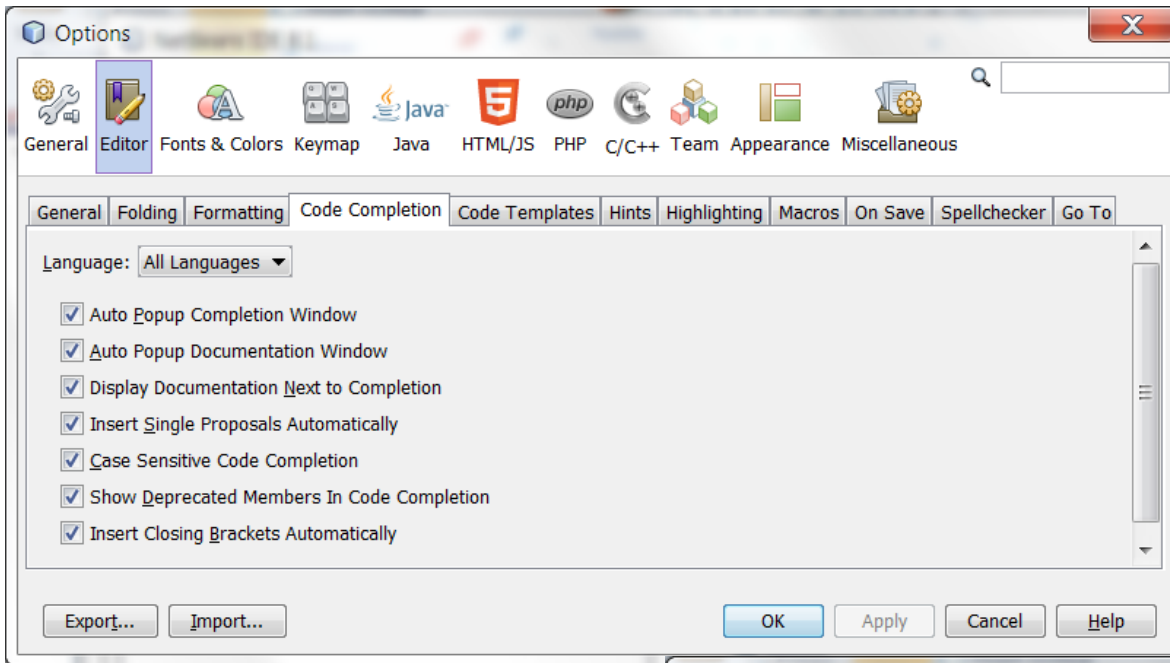 Options
General Editor Fonts & Colors Keymap Java HTML/JS PHP C/C++ Team Appearance Miscellaneous
General Folding Formatting Code Completion Code Templates Hints Highlighting Macros On Save Spellchecker Go To
Language: All Languages
Auto Popup Completion Window
Auto Popup Documentation Window
Display Documentation Next to Completion
Insert Single Proposals Automatically
Case Sensitive Code Completion
Show Deprecated Members In Code Completion
Insert Closing Brackets Automatically
Export... Import... OK Apply Cancel Help